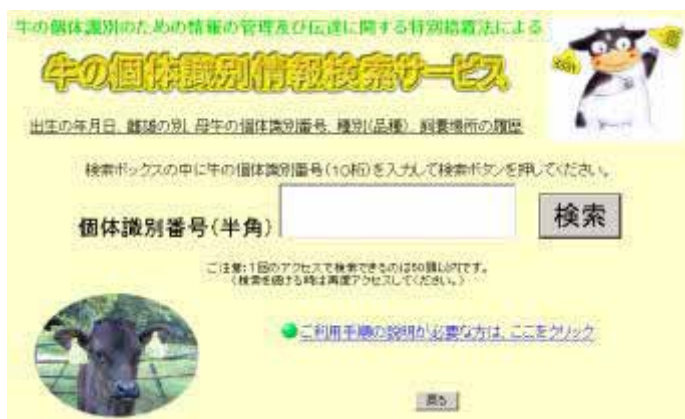 牛の個体識別のための情報の管理及び伝達に関する特別措置法による
牛の個体識別情報検索サービス
出生の年月日、雌雄の別、母牛の個体識別番号、種別(品種)、飼養場所の履歴
検索ボックスの中に牛の個体識別番号(10桁)を入力して検索ボタンを押してください。
個体識別番号(半角)
検索
ご注意:1回のアクセスで検索できるのは50頭以内です。
(検索を続ける時は再度アクセスしてください。)
ご利用手順の説明が必要な方は、ここをクリック
戻る